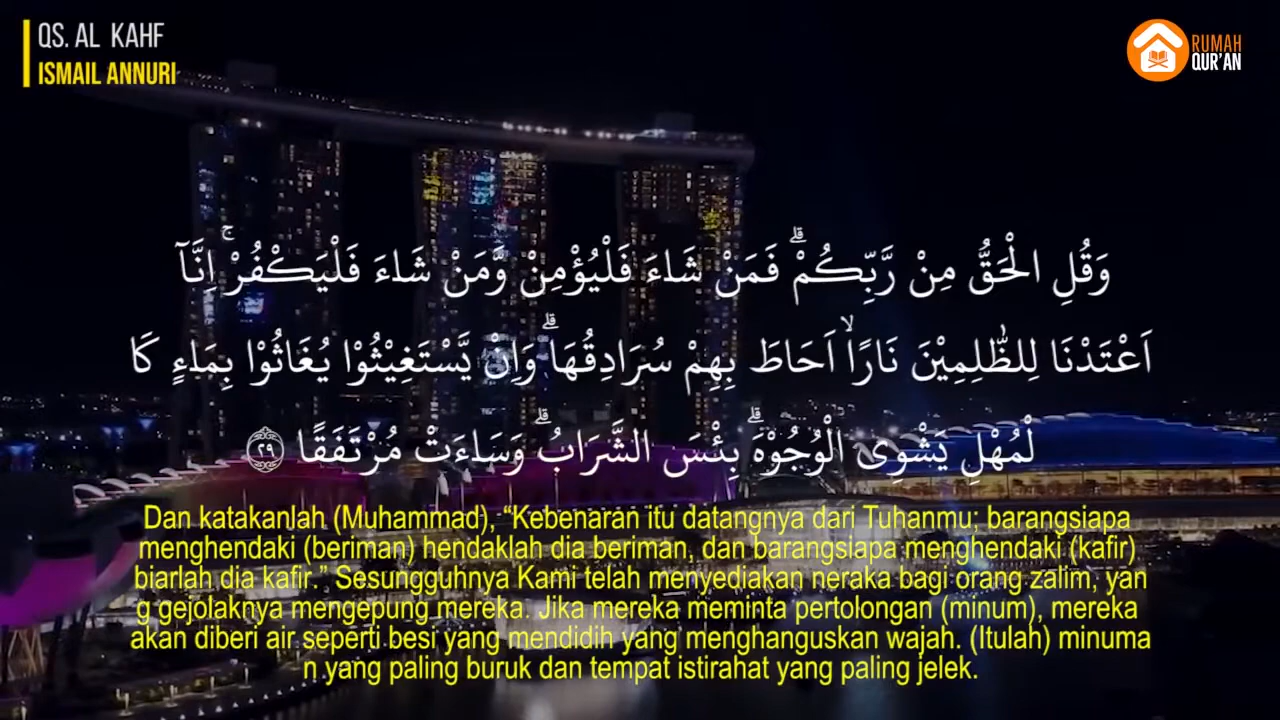 QS. AL KAHF
ISMAIL ANNURI
RUMAH
QUR'AN
وَقُلِ الْحَقُّ مِنْ رَّبِّكُمْۗ فَمَنْ شَاءَ فَلْيُؤْمِنْ وَّمَنْ شَاءَ فَلْيَكْفُرْۚ اِنَّآ
اَعْتَدْنَا لِلظّٰلِمِيْنَ نَارًاۙ اَحَاطَ بِهِمْ سُرَادِقُهَاۗ وَاِنْ يَّسْتَغِيْثُوْا يُغَاثُوْا بِمَاءٍ كَا
لْمُهْلِ يَشْوِى الْوُجُوْهَۗ بِئْسَ الشَّرَابُۗ وَسَاءَتْ مُرْتَفَقًا ٢٩
Dan katakanlah (Muhammad), “Kebenaran itu datangnya dari Tuhanmu; barangsiapa
menghendaki (beriman) hendaklah dia beriman, dan barangsiapa menghendaki (kafir)
biarlah dia kafir.” Sesungguhnya Kami telah menyediakan neraka bagi orang zalim, yan
g gejolaknya mengepung mereka. Jika mereka meminta pertolongan (minum), mereka
akan diberi air seperti besi yang mendidih yang menghanguskan wajah. (Itulah) minuma
n yang paling buruk dan tempat istirahat yang paling jelek.